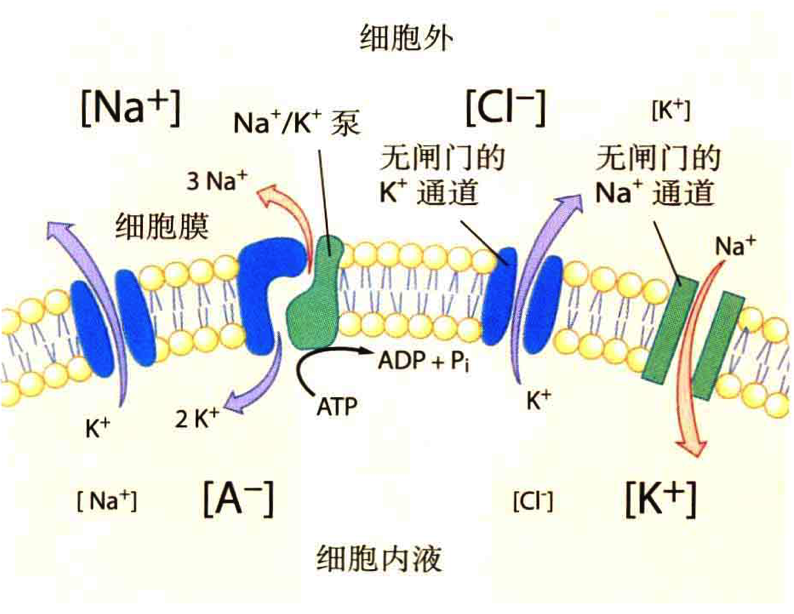 细胞外
[Na⁺]
[Cl⁻]
[K⁺]
Na⁺/K⁺ 泵
无闸门的
K⁺ 通道
无闸门的
Na⁺ 通道
3 Na⁺
细胞膜
Na⁺
ADP + Pᵢ
ATP
K⁺
2 K⁺
K⁺
[ Na⁺]
[A⁻]
[Cl⁻]
[K⁺]
细胞内液